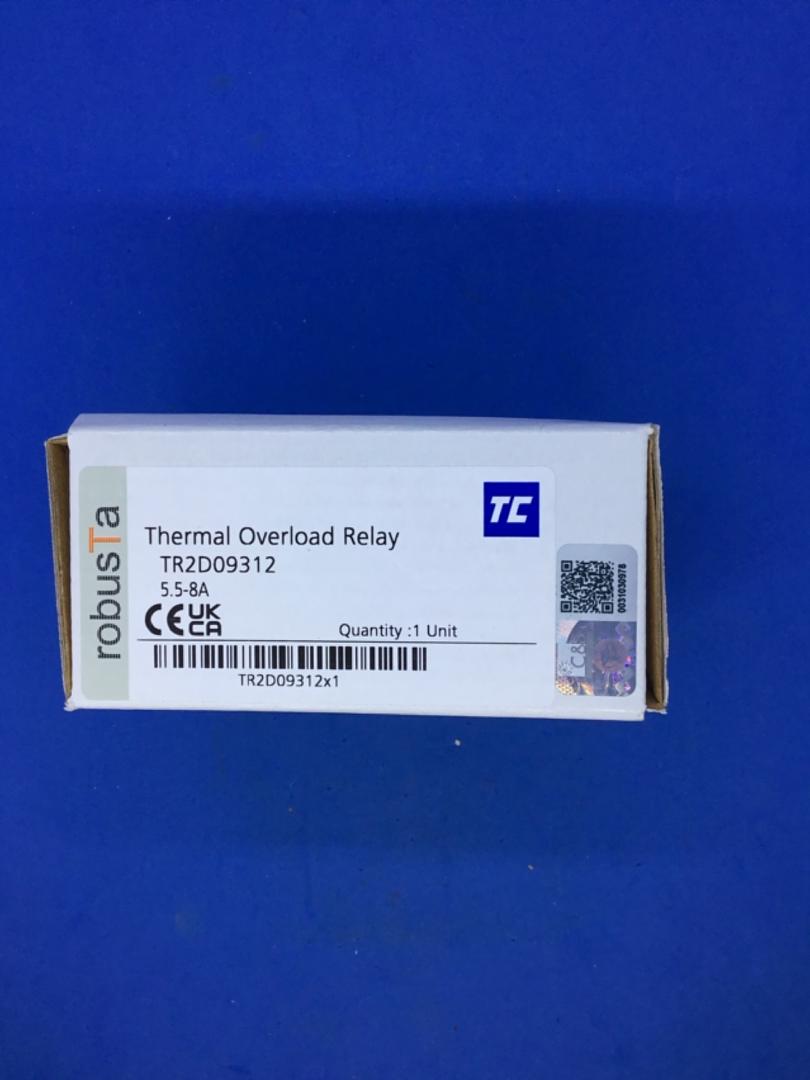 robusTa
TC
Thermal Overload Relay
TR2D09312
5.5-8A
CE UK
CA
Quantity :1 Unit
TR2D09312x1
0031030978